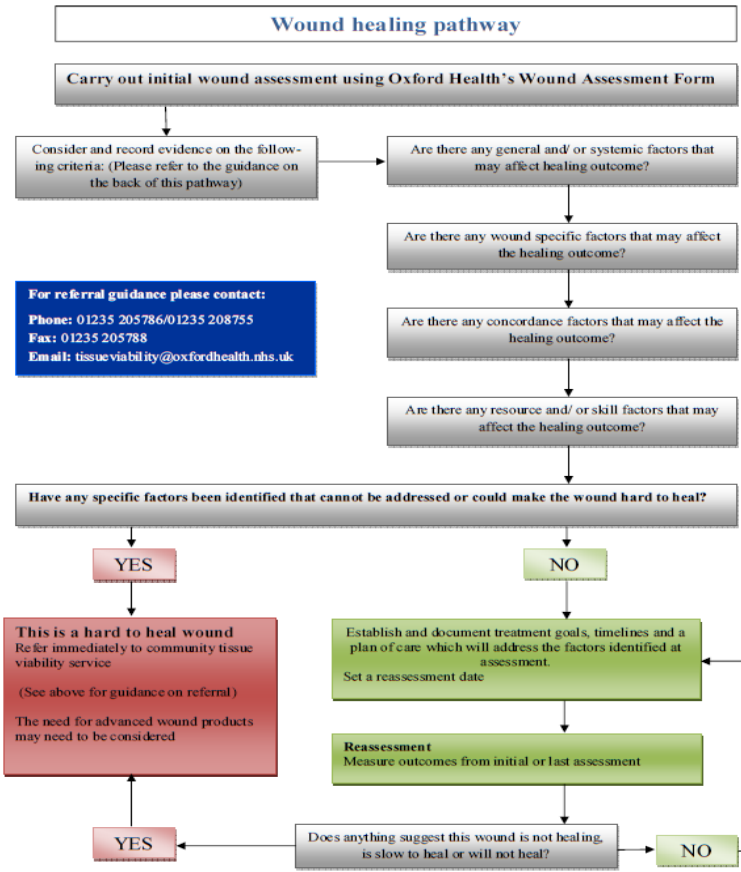 Wound healing pathway
Carry out initial wound assessment using Oxford Health's Wound Assessment Form
Consider and record evidence on the follow-
ing criteria: (Please refer to the guidance on
the back of this pathway)
Are there any general and/ or systemic factors that
may affect healing outcome?
Are there any wound specific factors that may affect
the healing outcome?
For referral guidance please contact:
Phone: 01235 205786/01235 208755
Fax: 01235 205788
Email: tissueviability@oxfordhealth.nhs.uk
Are there any concordance factors that may affect the
healing outcome?
Are there any resource and/ or skill factors that may
affect the healing outcome?
Have any specific factors been identified that cannot be addressed or could make the wound hard to heal?
YES
NO
This is a hard to heal wound
Refer immediately to community tissue
viability service
(See above for guidance on referral)
The need for advanced wound products
may need to be considered
Establish and document treatment goals, timelines and a
plan of care which will address the factors identified at
assessment.
Set a reassessment date
Reassessment
Measure outcomes from initial or last assessment
YES
Does anything suggest this wound is not healing,
is slow to heal or will not heal?
NO